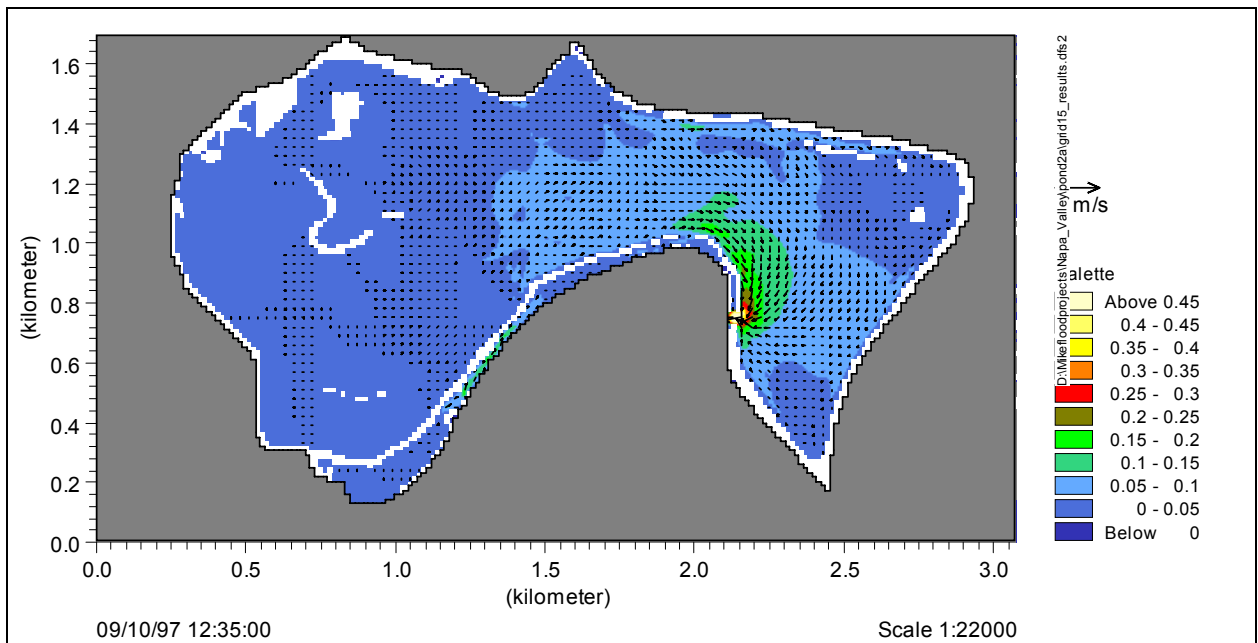 1.6
1.4
1.2
1.0
0.8
0.6
0.4
0.2
0.0
(kilometer)
0.0 0.5 1.0 1.5 2.0 2.5 3.0
(kilometer)
09/10/97 12:35:00
Scale 1:22000
D:\Mikefloodprojects\Napa_Valley\pond2a\grid15_results.dfs2
m/s
alette
Above 0.45
0.4 - 0.45
0.35 - 0.4
0.3 - 0.35
0.25 - 0.3
0.2 - 0.25
0.15 - 0.2
0.1 - 0.15
0.05 - 0.1
0 - 0.05
Below 0